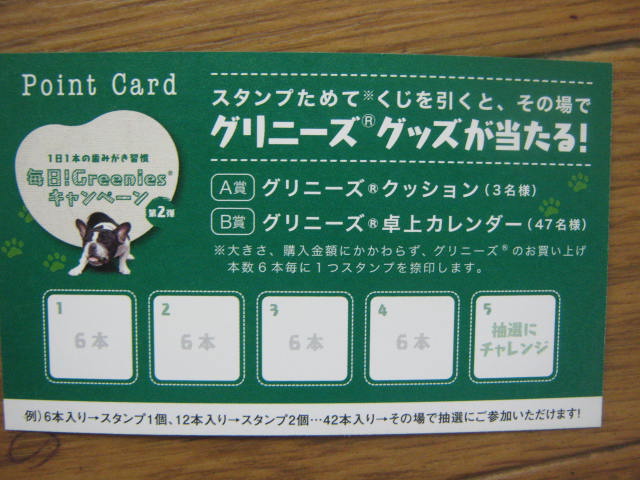 Point Card
スタンプためて※くじを引くと、その場で
グリニーズ®グッズが当たる!
1日1本の歯みがき習慣
毎日!Greenies®
キャンペーン
第2弾
A賞 グリニーズ®クッション(3名様)
B賞 グリニーズ®卓上カレンダー(47名様)
※大きさ、購入金額にかかわらず、グリニーズ®のお買い上げ
本数6本毎に1つスタンプを捺印します。
1
6本
2
6本
3
6本
4
6本
5
抽選に
チャレンジ
例)6本入り→スタンプ1個、12本入り→スタンプ2個…42本入り→その場で抽選にご参加いただけます!